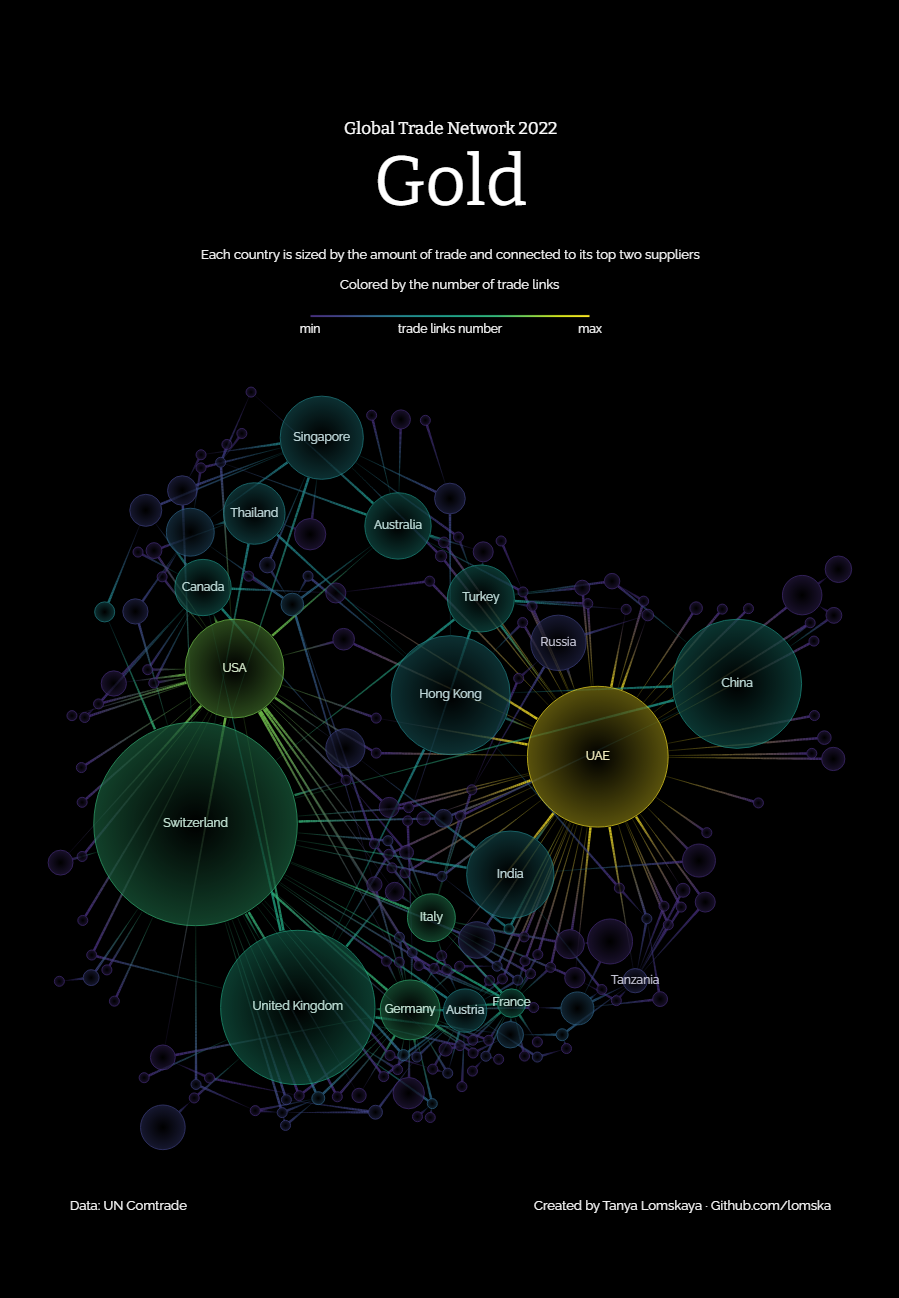 Global Trade Network 2022
Gold
Each country is sized by the amount of trade and connected to its top two suppliers
Colored by the number of trade links
min trade links number max
Singapore
Thailand
Australia
Canada
Turkey
Russia
USA
China
Hong Kong
UAE
Switzerland
India
Italy
Tanzania
United Kingdom
Germany
Austria
France
Data: UN Comtrade
Created by Tanya Lomskaya · Github.com/lomska